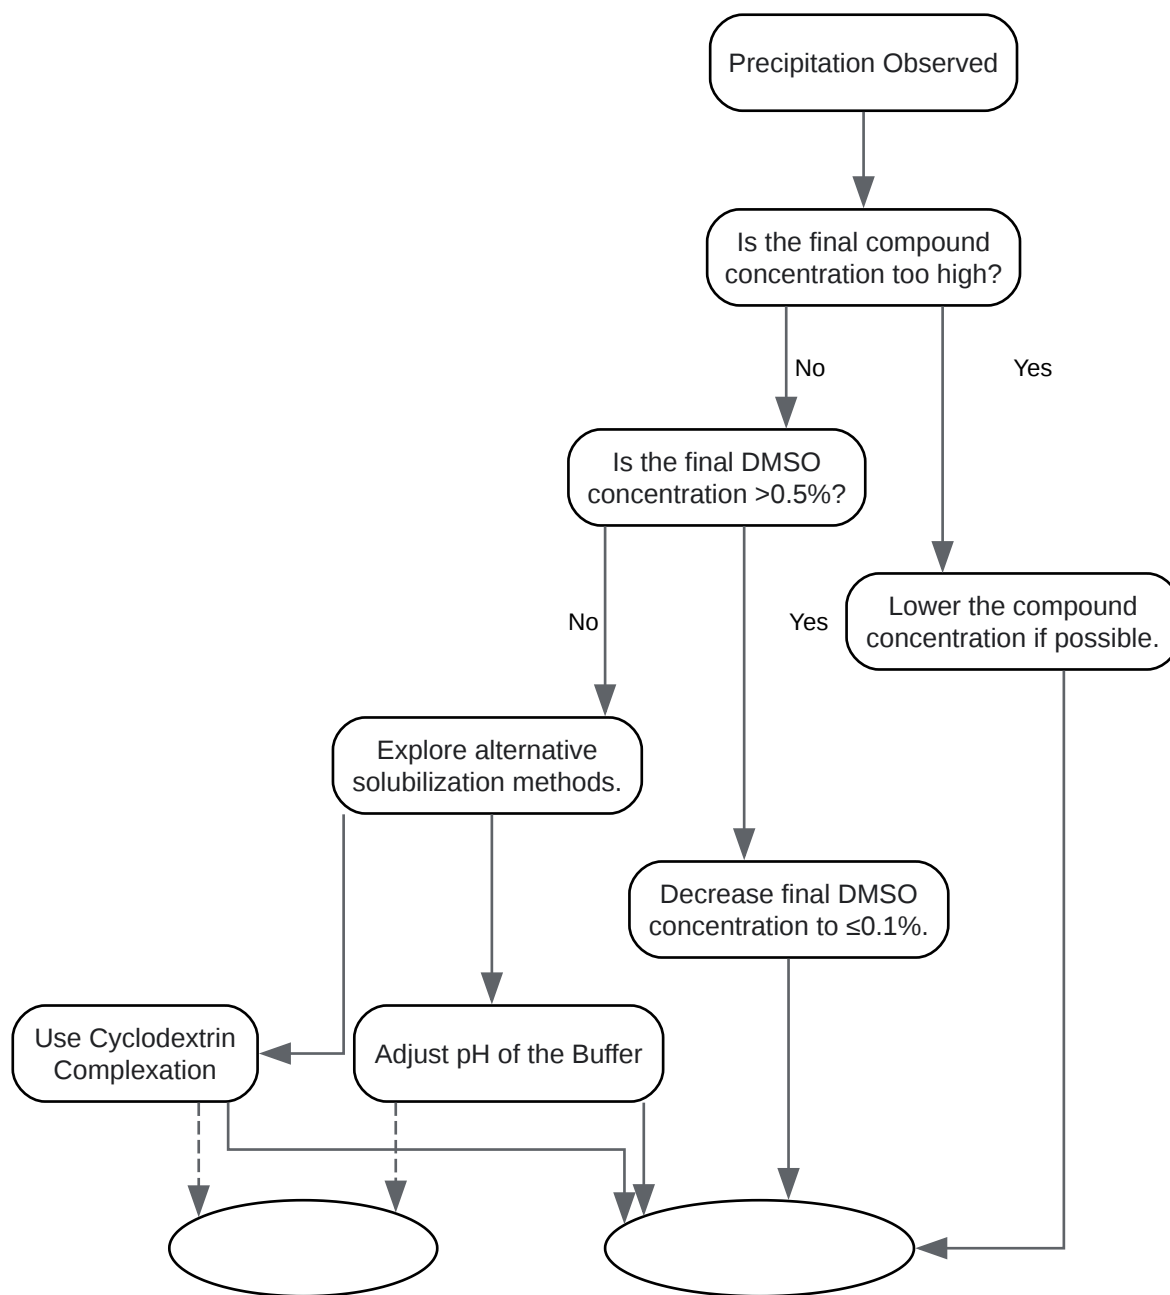 Precipitation Observed
Is the final compound
concentration too high?
No
Yes
Is the final DMSO
concentration >0.5%?
No
Yes
Lower the compound
concentration if possible.
Explore alternative
solubilization methods.
Decrease final DMSO
concentration to ≤0.1%.
Use Cyclodextrin
Complexation
Adjust pH of the Buffer